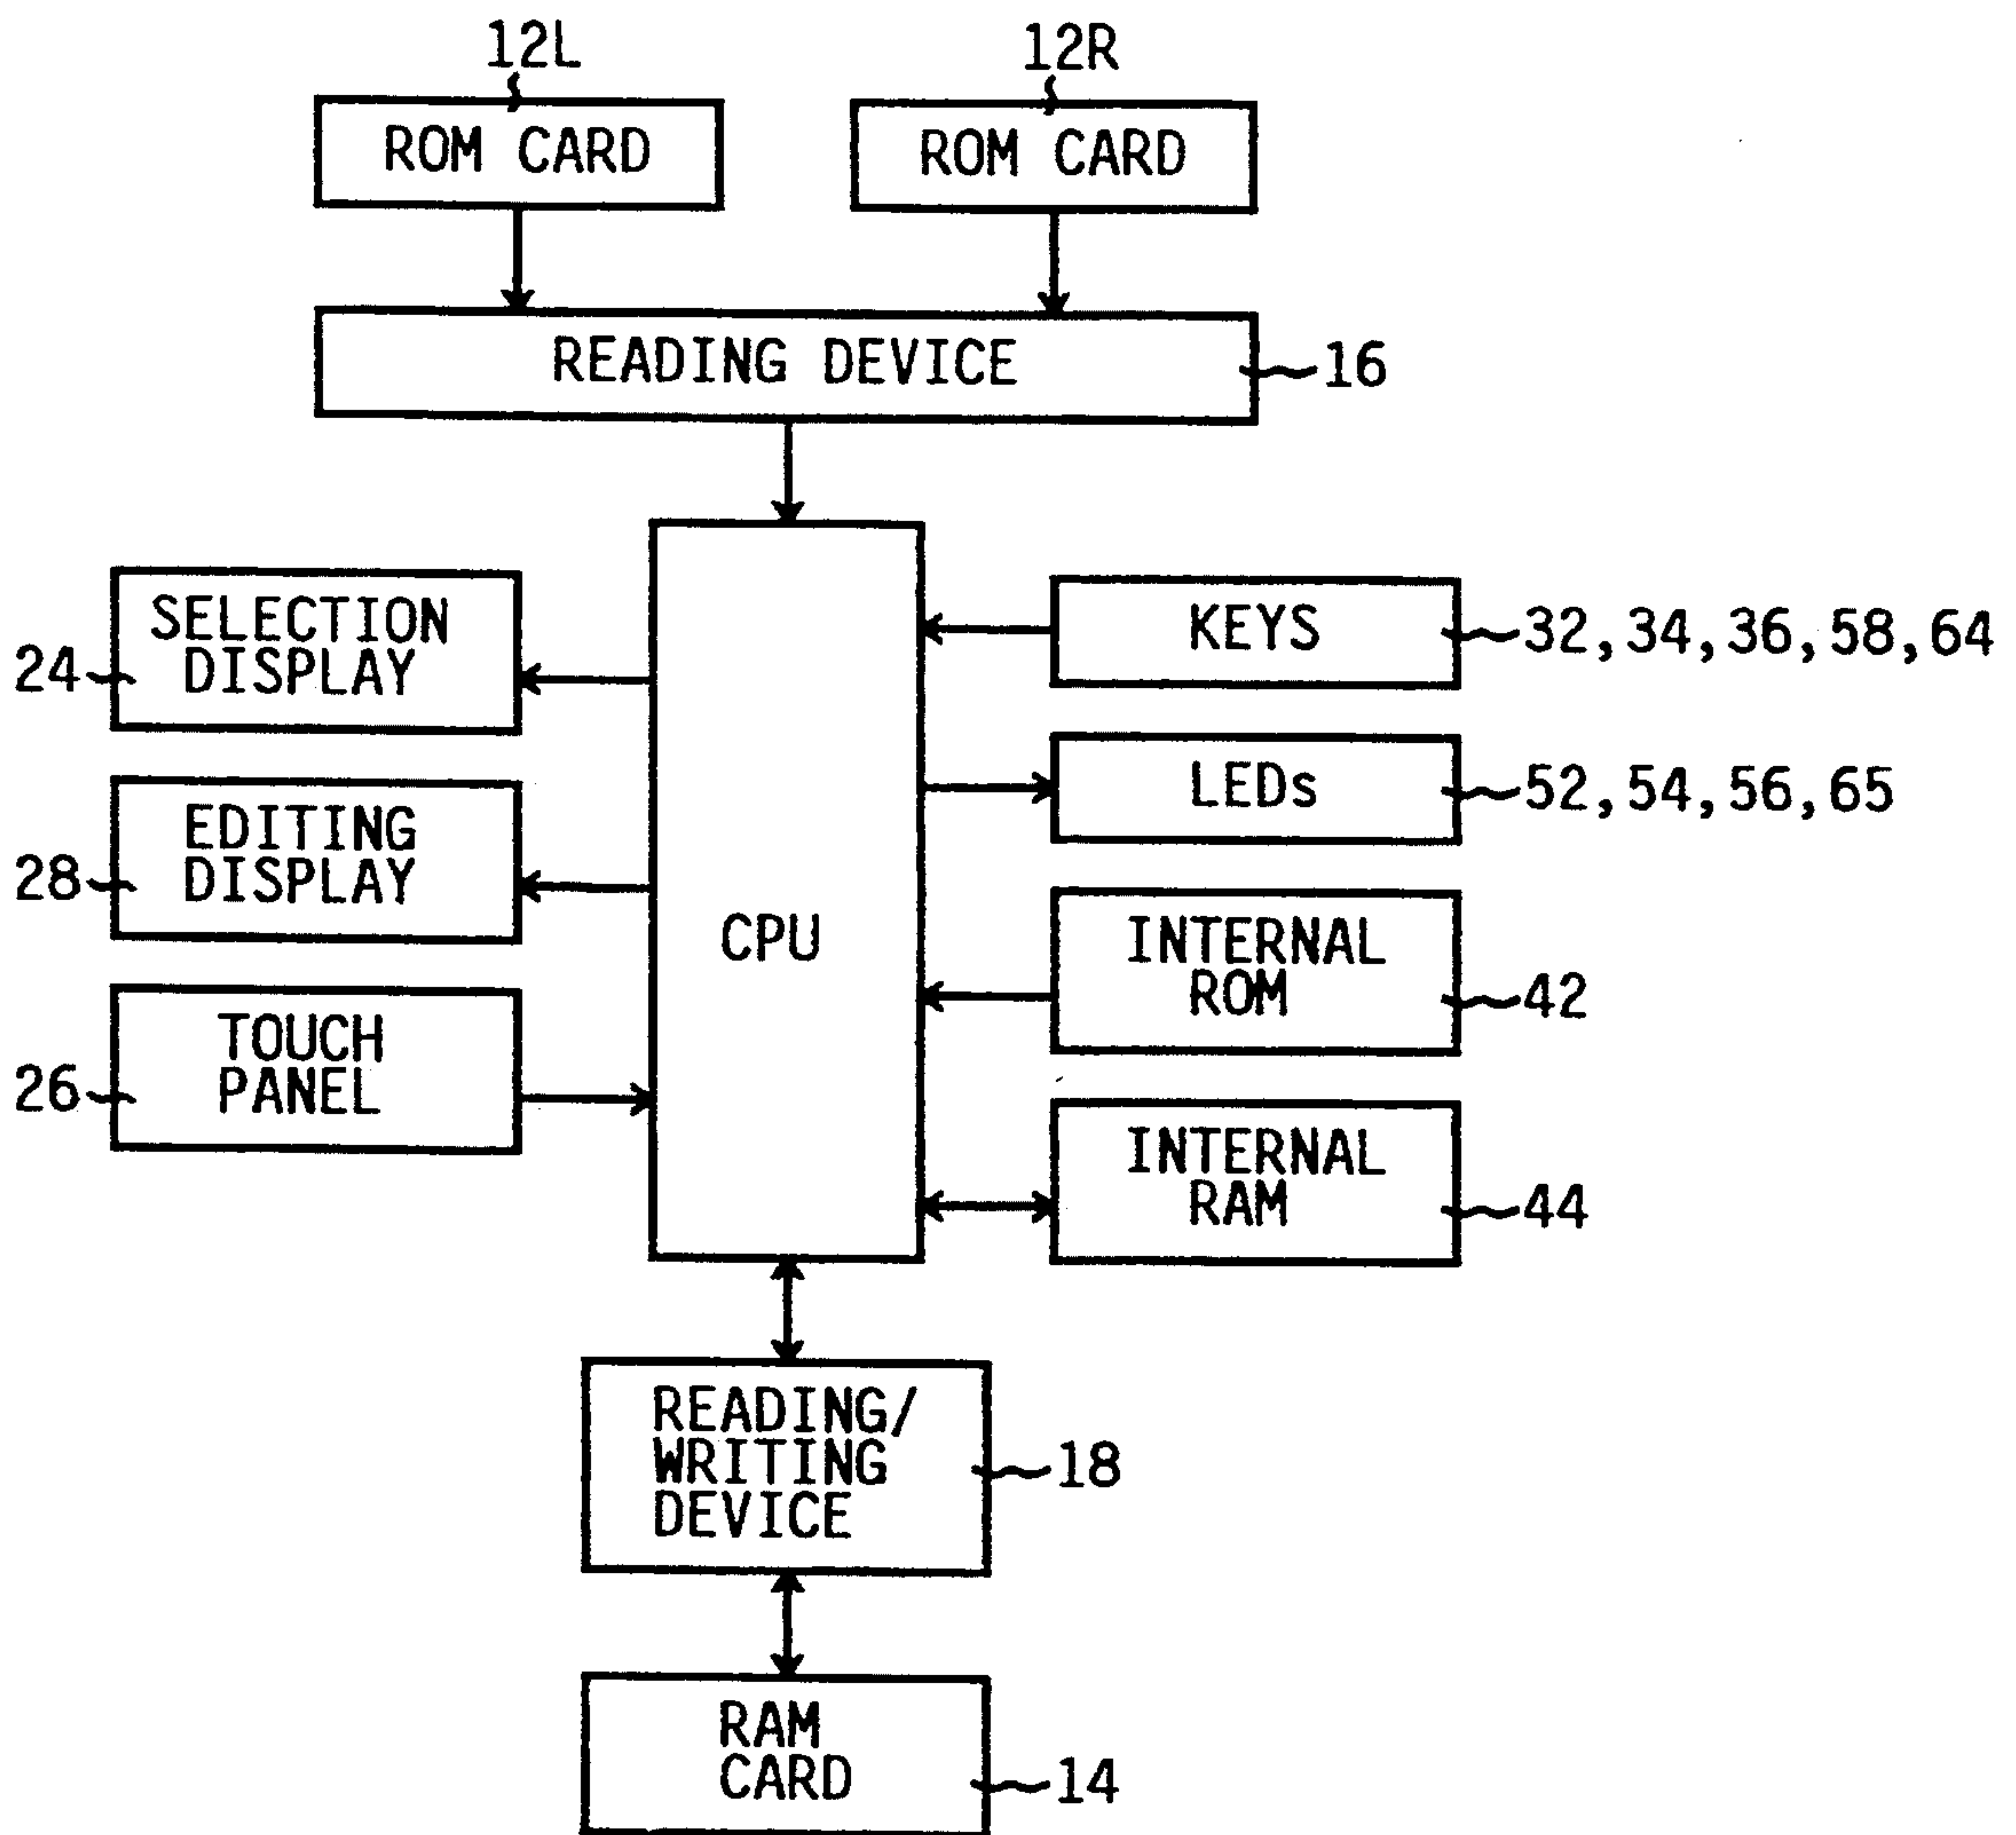 12L
12R
ROM CARD
ROM CARD
READING DEVICE
16
SELECTION
DISPLAY
24
KEYS
32,34,36,58,64
LEDs
52,54,56,65
EDITING
DISPLAY
28
CPU
INTERNAL
ROM
42
TOUCH
PANEL
26
INTERNAL
RAM
44
READING/
WRITING
DEVICE
18
RAM
CARD
14